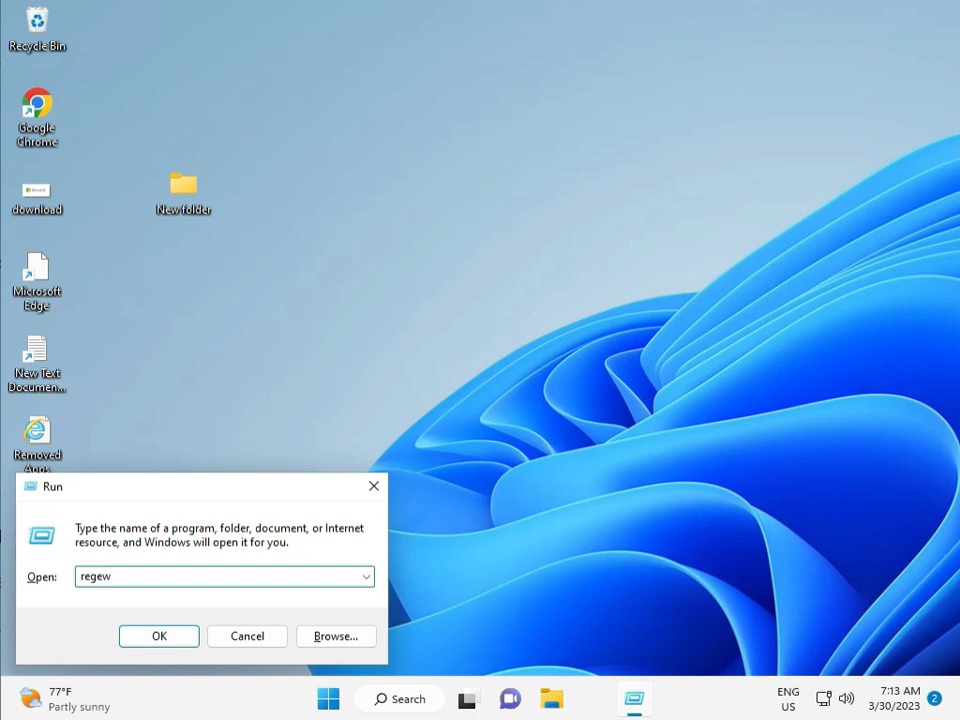 Recycle Bin
Google
Chrome
download
New folder
Microsoft
Edge
New Text
Documen...
Removed
Apps
Run
Type the name of a program, folder, document, or Internet
resource, and Windows will open it for you.
Open:
regew
OK
Cancel
Browse...
77°F
Partly sunny
Search
ENG
US
7:13 AM
3/30/2023
2